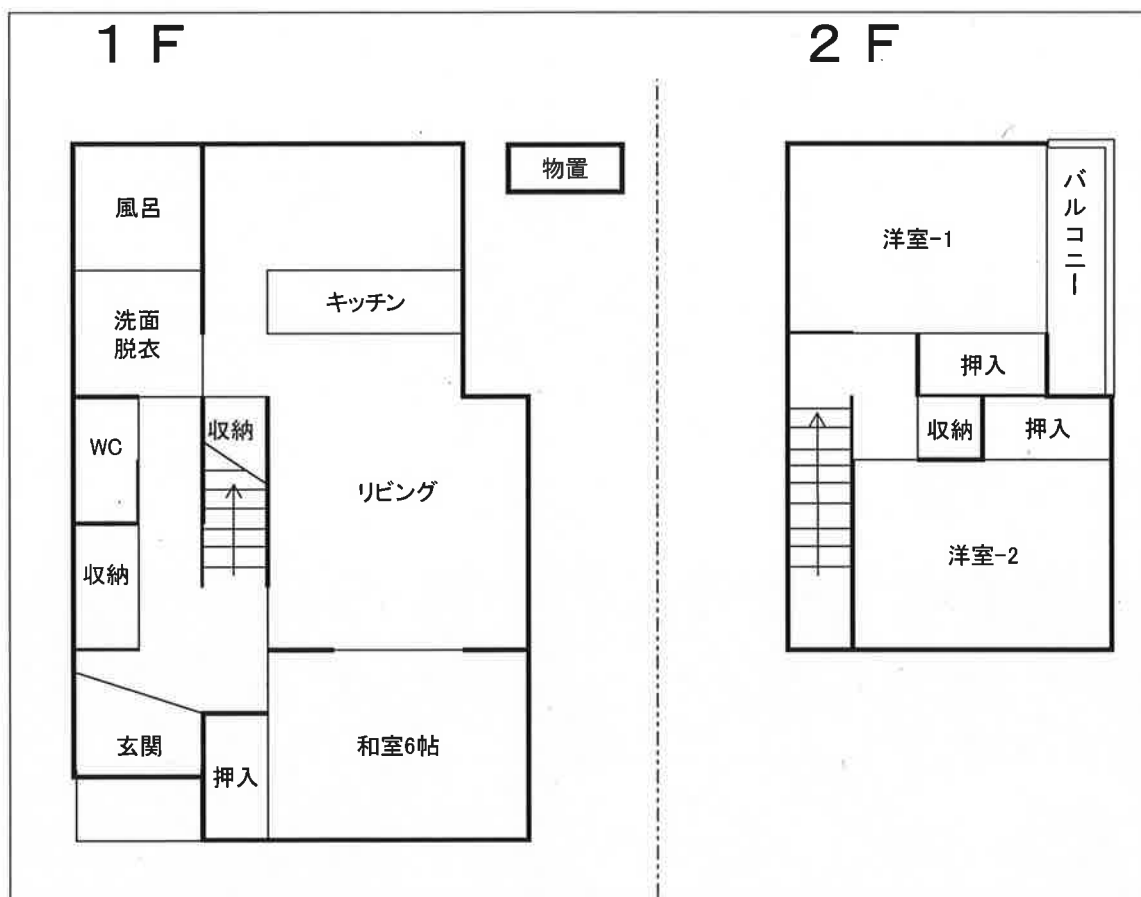 １Ｆ
２Ｆ
風呂
物置
キッチン
洗面
脱衣
WC
収納
リビング
収納
玄関
和室6帖
押入
洋室-1
バルコニー
押入
収納
押入
洋室-2